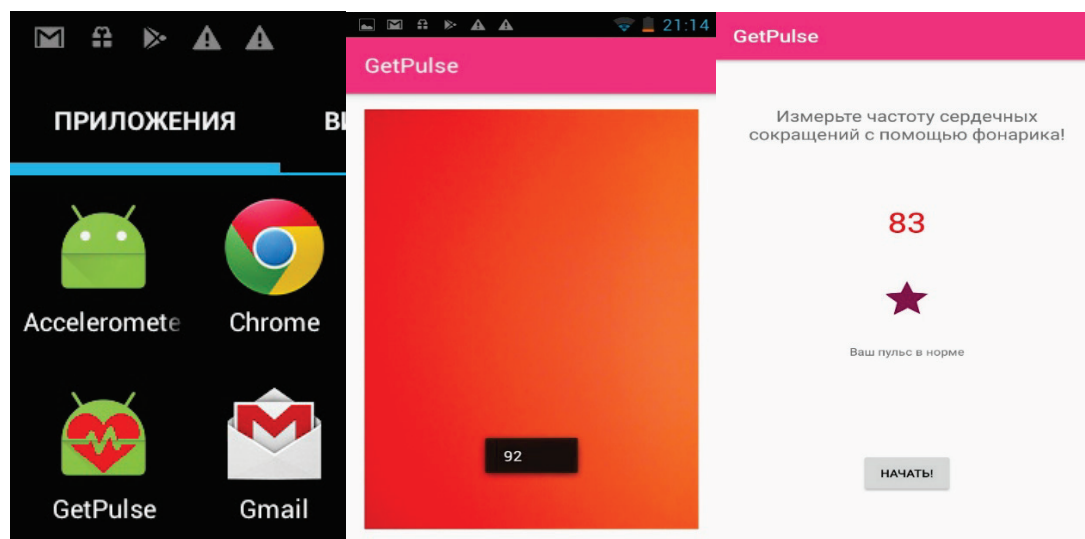 ПРИЛОЖЕНИЯ
Acceleromete
Chrome
GetPulse
Gmail
21:14
GetPulse
92
GetPulse
Измерьте частоту сердечных
сокращений с помощью фонарика!
83
Ваш пульс в норме
НАЧАТЬ!